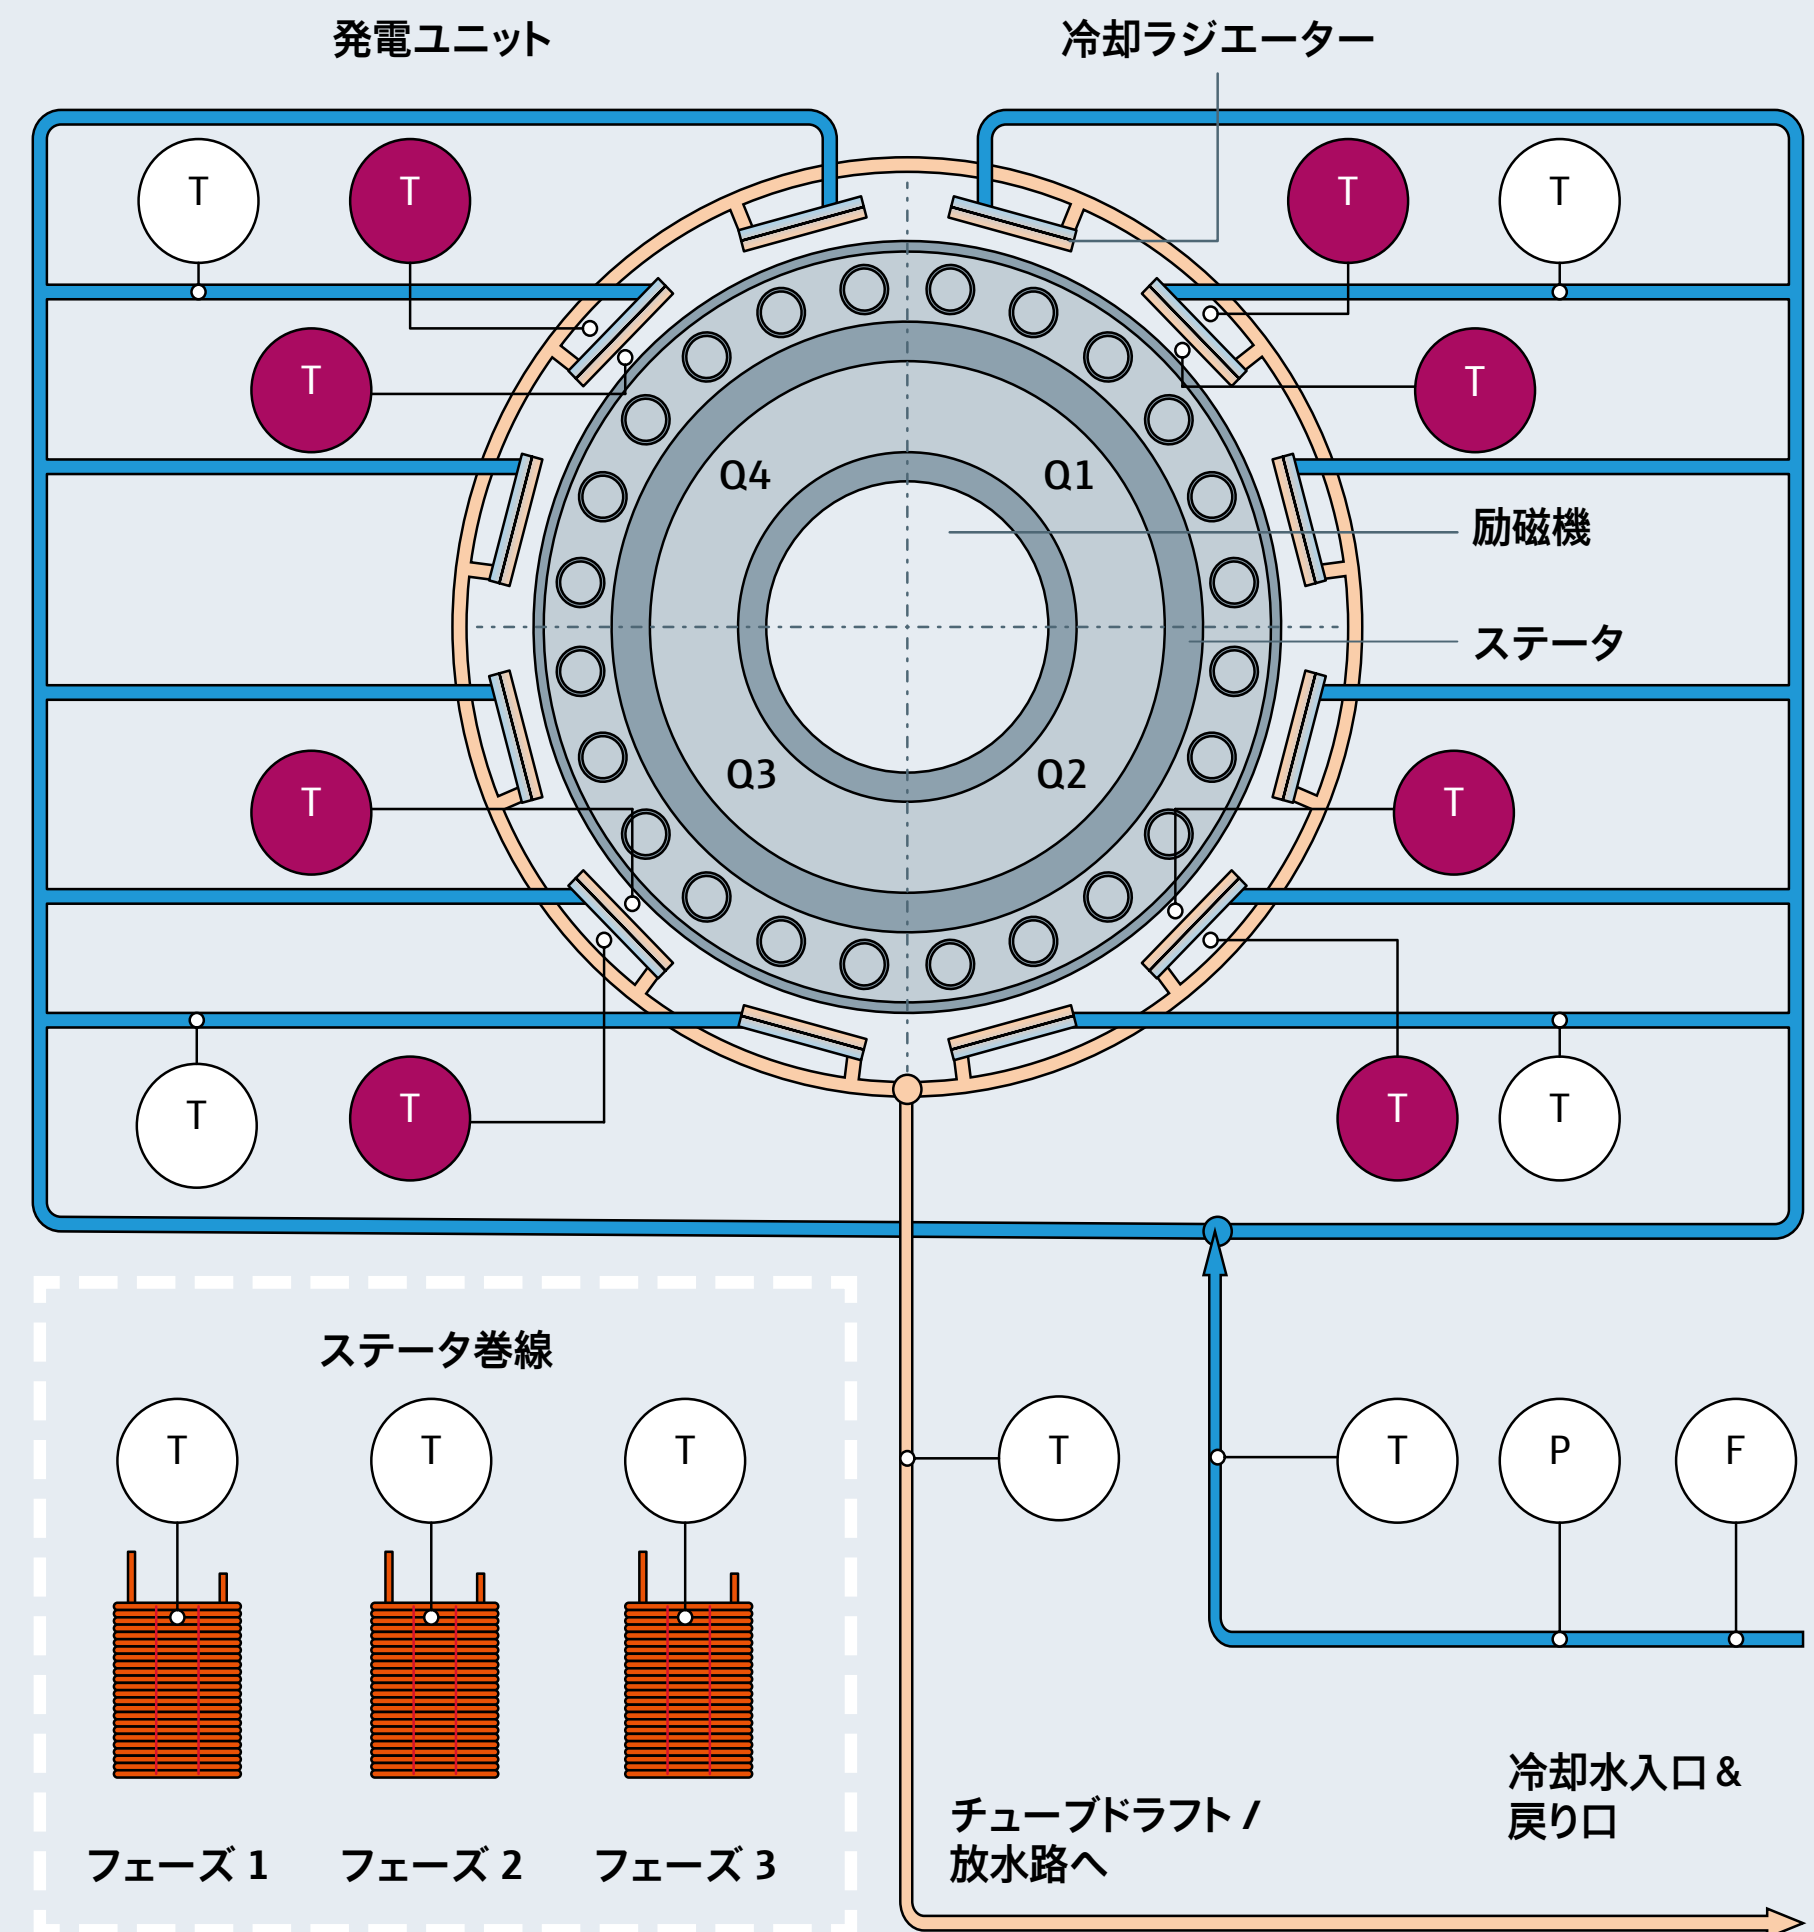 発電ユニット
冷却ラジエーター
T
T
T
T
T
T
Q4
Q1
励磁機
ステータ
Q3
Q2
T
T
T
T
T
T
ステータ巻線
T
T
T
T
T
P
F
冷却水入口 &
戻り口
チューブドラフト /
放水路へ
フェーズ 1
フェーズ 2
フェーズ 3